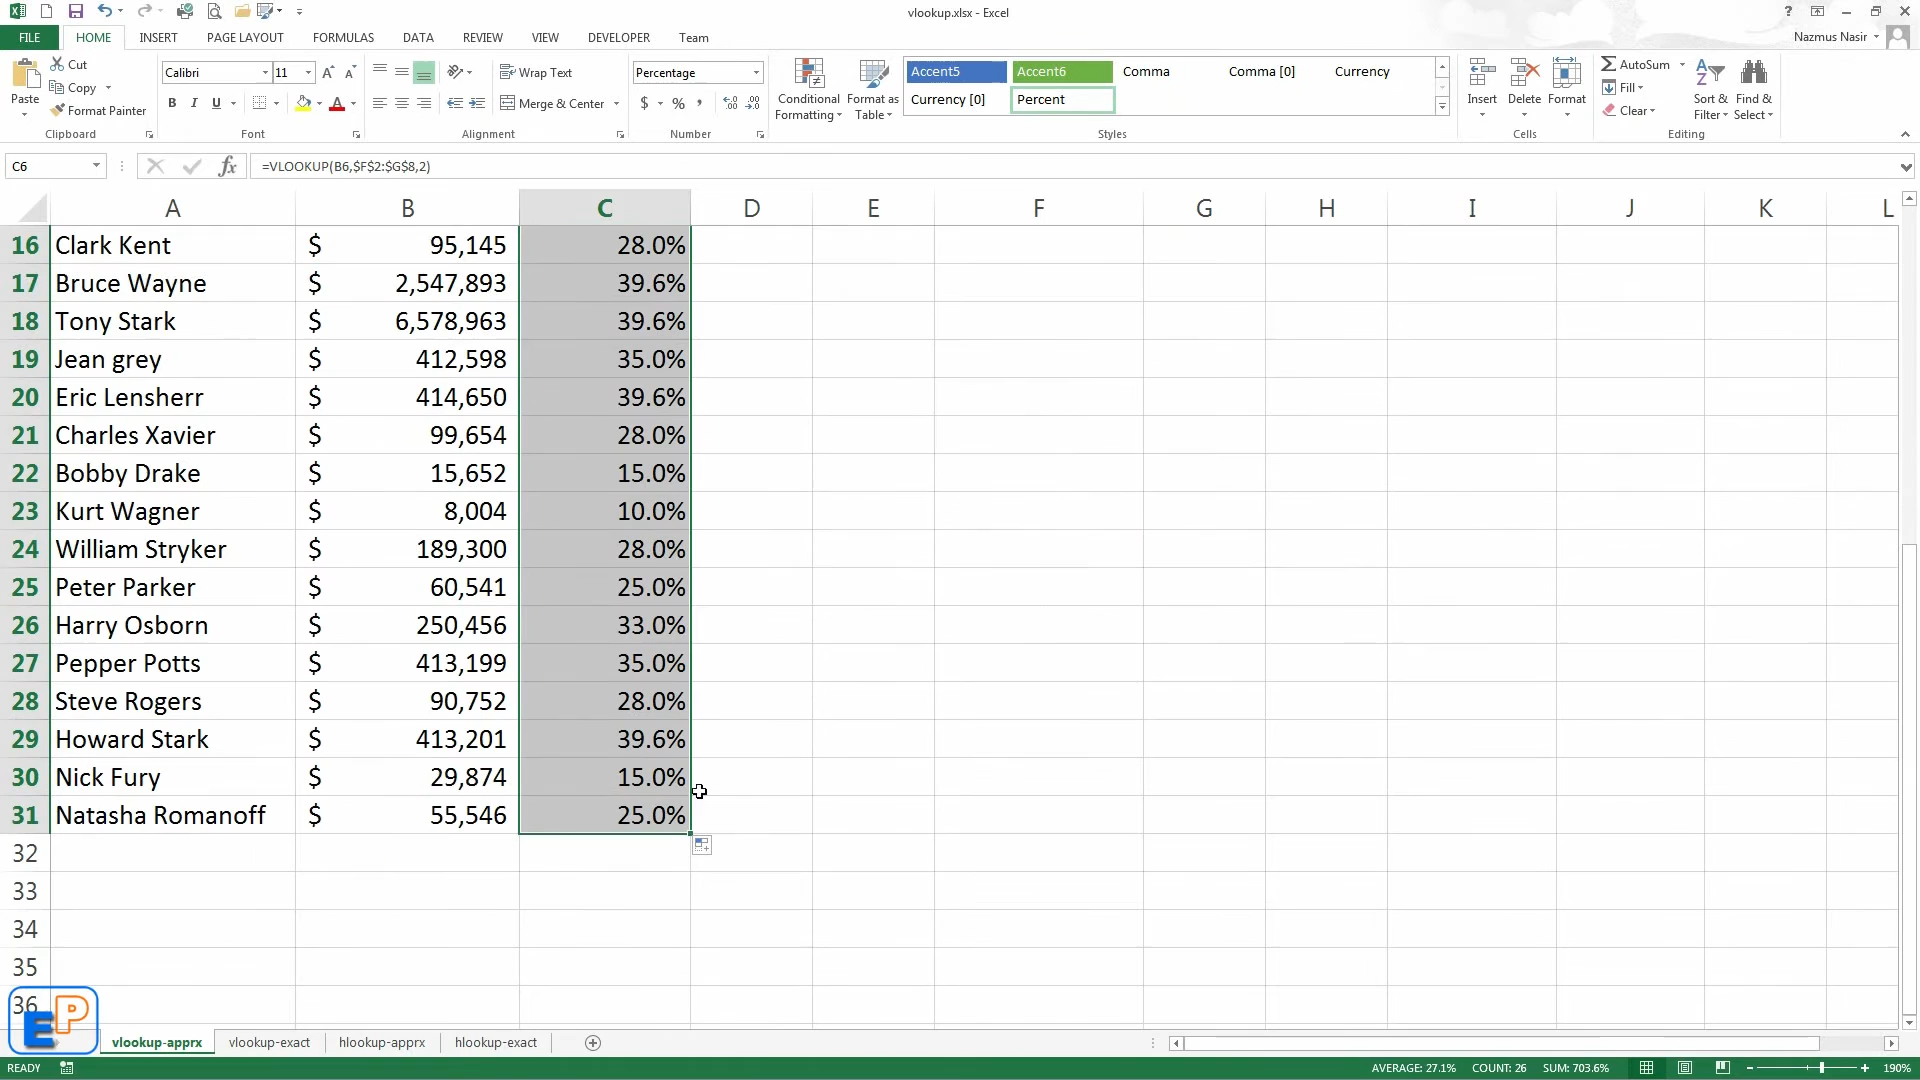 vlookup.xlsx - Excel
?
FILE HOME INSERT PAGE LAYOUT FORMULAS DATA REVIEW VIEW DEVELOPER Team Nazmus Nasir
Paste Cut Copy Format Painter Clipboard
Calibri 11 A A B I U A Font
Wrap Text Merge & Center Alignment
Percentage $ % , Number
Conditional Formatting Format as Table
Accent5 Accent6 Comma Comma [0] Currency
Currency [0] Percent
Styles
Insert Delete Format Cells
AutoSum Fill Clear Sort & Filter Find & Select Editing
C6 fx =VLOOKUP(B6,$F$2:$G$8,2)
A B C D E F G H I J K L
16 Clark Kent $ 95,145 28.0%
17 Bruce Wayne $ 2,547,893 39.6%
18 Tony Stark $ 6,578,963 39.6%
19 Jean grey $ 412,598 35.0%
20 Eric Lensherr $ 414,650 39.6%
21 Charles Xavier $ 99,654 28.0%
22 Bobby Drake $ 15,652 15.0%
23 Kurt Wagner $ 8,004 10.0%
24 William Stryker $ 189,300 28.0%
25 Peter Parker $ 60,541 25.0%
26 Harry Osborn $ 250,456 33.0%
27 Pepper Potts $ 413,199 35.0%
28 Steve Rogers $ 90,752 28.0%
29 Howard Stark $ 413,201 39.6%
30 Nick Fury $ 29,874 15.0%
31 Natasha Romanoff $ 55,546 25.0%
32
33
34
35
36
EP
vlookup-apprx vlookup-exact hlookup-apprx hlookup-exact
READY AVERAGE: 27.1% COUNT: 26 SUM: 703.6% 190%